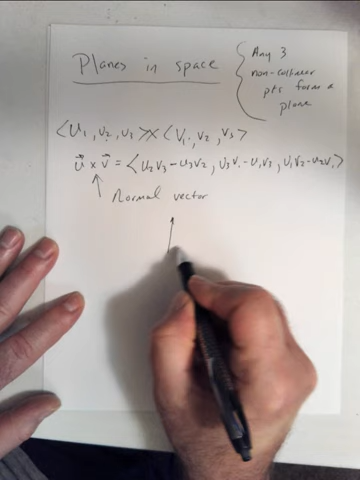 Planes in space
Any 3
non-collinear
pts form a
plane
<u₁, u₂, u₃> × <v₁, v₂, v₃>
u⃗ × v⃗ = <u₂v₃ - u₃v₂, u₃v₁ - u₁v₃, u₁v₂ - u₂v₁>
Normal vector